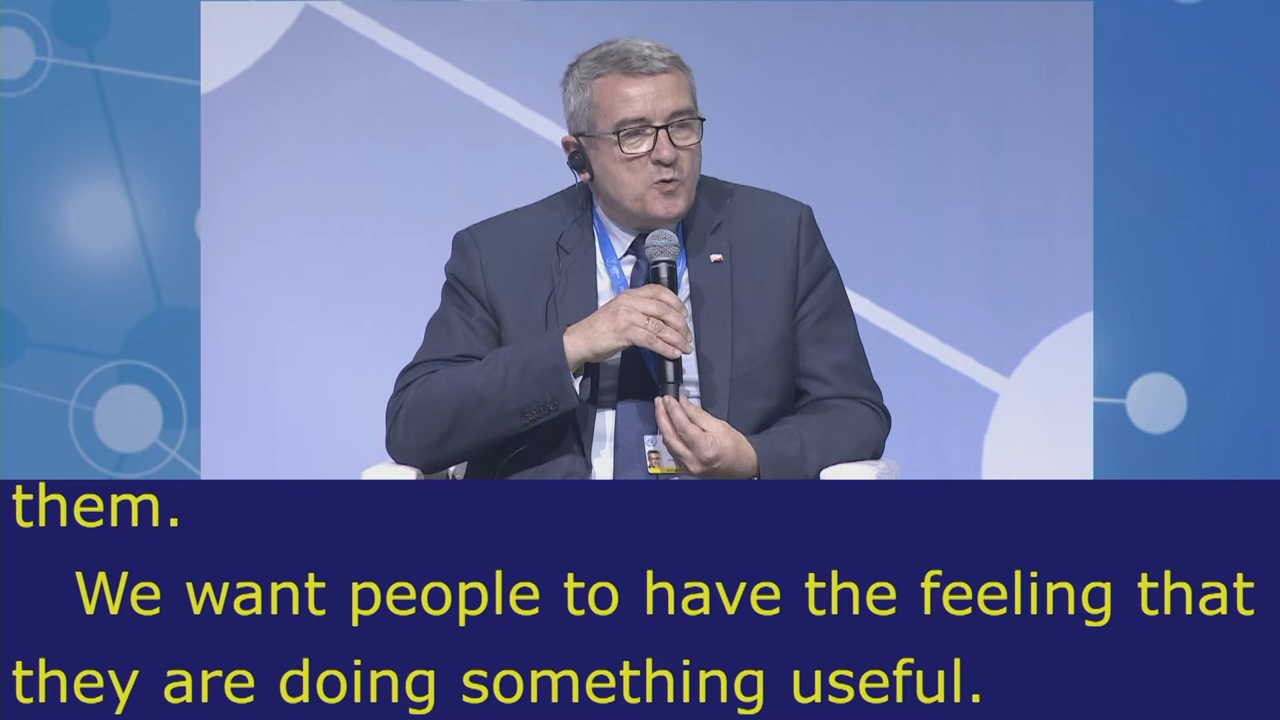 them.
We want people to have the feeling that
they are doing something useful.